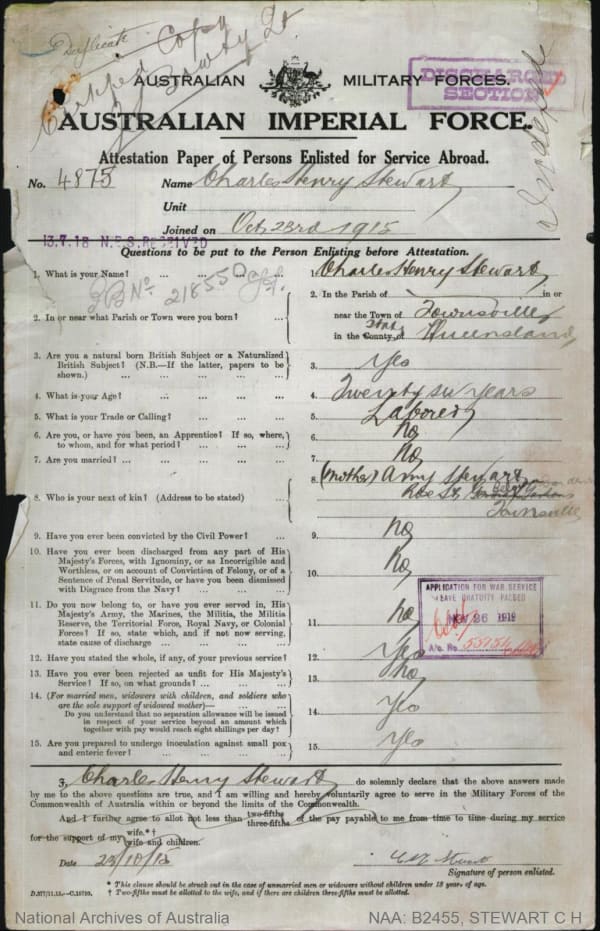 Duplicate
Certified Copy
AUSTRALIAN MILITARY FORCES.
DISCHARGED
SECTION
AUSTRALIAN IMPERIAL FORCE.
Attestation Paper of Persons Enlisted for Service Abroad.
No. 4875 Name Charles Henry Stewart
Unit
Joined on Oct 23rd 1915
13.7.18 N.E.S. RECEIVED
Questions to be put to the Person Enlisting before Attestation.
1. What is your Name? ... ... ... ... 1. Charles Henry Stewart
218550
2. In or near what Parish or Town were you born? ... 2. In the Parish of in or
near the Town of Townsville
in the County of State Queensland
3. Are you a natural born British Subject or a Naturalized
British Subject? (N.B.—If the latter, papers to be
shown.) ... ... ... ... ... 3. Yes
4. What is your Age? ... ... ... ... 4. Twenty six years
5. What is your Trade or Calling? ... ... ... 5. Laborer
6. Are you, or have you been, an Apprentice? If so, where,
to whom, and for what period? ... ... ... 6. No
7. Are you married? ... ... ... ... ... 7. No
8. Who is your next of kin? (Address to be stated) ... 8. (Mother) Amy Stewart
Roe St, Belgian Gardens
Townsville
9. Have you ever been convicted by the Civil Power? ... 9. No
10. Have you ever been discharged from any part of His
Majesty's Forces, with Ignominy, or as Incorrigible and
Worthless, or on account of Conviction of Felony, or of a
Sentence of Penal Servitude, or have you been dismissed
with Disgrace from the Navy? ... ... ... 10. No
APPLICATION FOR WAR SERVICE
LEAVE GRATUITY PASSED
26 1919
A/c. No.
11. Do you now belong to, or have you ever served in, His
Majesty's Army, the Marines, the Militia, the Militia
Reserve, the Territorial Force, Royal Navy, or Colonial
Forces? If so, state which, and if not now serving,
state cause of discharge ... ... ... ... 11. No
12. Have you stated the whole, if any, of your previous service? 12. Yes
13. Have you ever been rejected as unfit for His Majesty's
Service? If so, on what grounds? ... ... ... 13. No
14. (For married men, widowers with children, and soldiers who
are the sole support of widowed mother)—
Do you understand that no separation allowance will be issued
in respect of your service beyond an amount which
together with pay would reach eight shillings per day? 14. Yes
15. Are you prepared to undergo inoculation against small pox
and enteric fever? ... ... ... ... 15. Yes
I, Charles Henry Stewart do solemnly declare that the above answers made
by me to the above questions are true, and I am willing and hereby voluntarily agree to serve in the Military Forces of the
Commonwealth of Australia within or beyond the limits of the Commonwealth.
And I further agree to allot not less than two-fifths three-fifths of the pay payable to me from time to time during my service
for the support of my wife.*† wife and children.
Date 23/10/15
Signature of person enlisted.
* This clause should be struck out in the case of unmarried men or widowers without children under 18 years of age.
† Two-fifths must be allotted to the wife, and if there are children three-fifths must be allotted.
National Archives of Australia NAA: B2455, STEWART C H